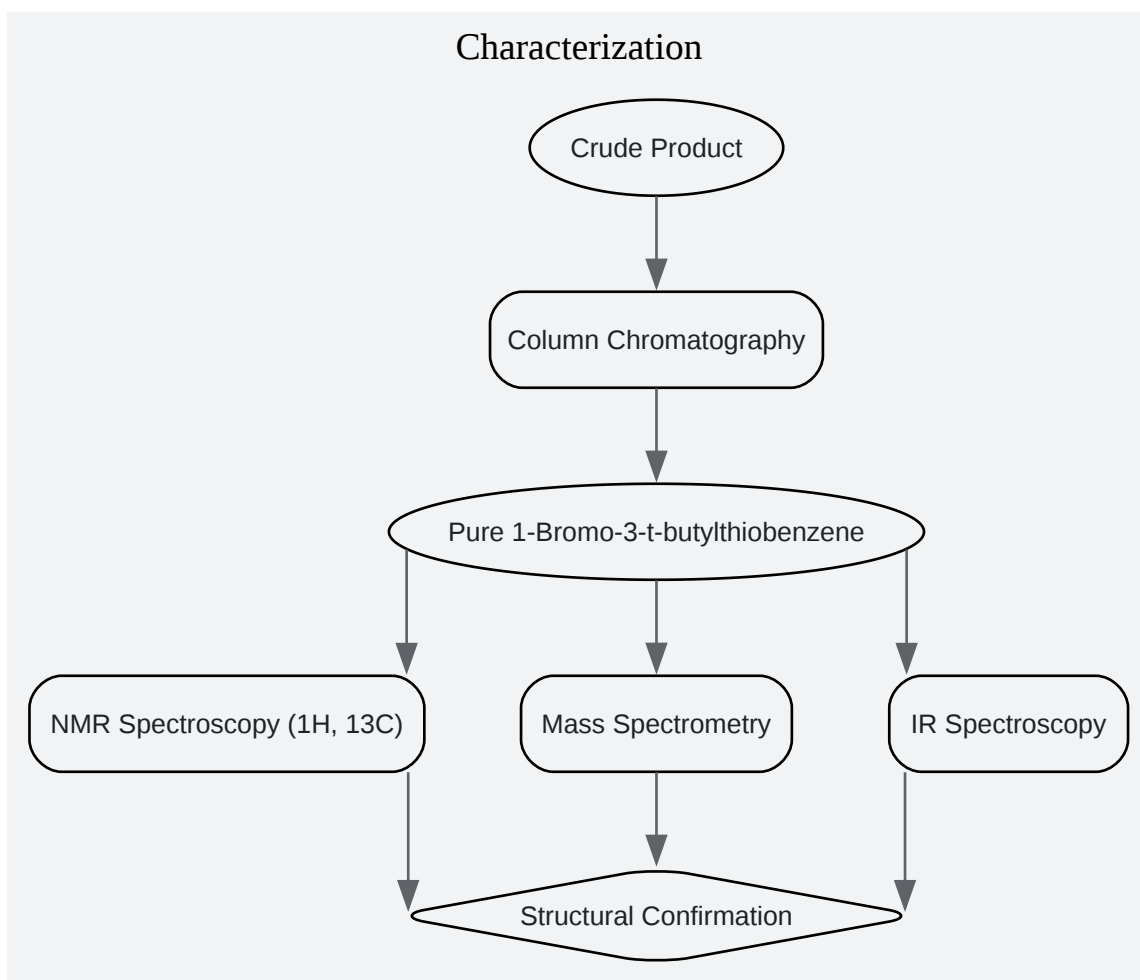 Characterization
Crude Product
Column Chromatography
Pure 1-Bromo-3-t-butylthiobenzene
NMR Spectroscopy (1H, 13C)
Mass Spectrometry
IR Spectroscopy
Structural Confirmation